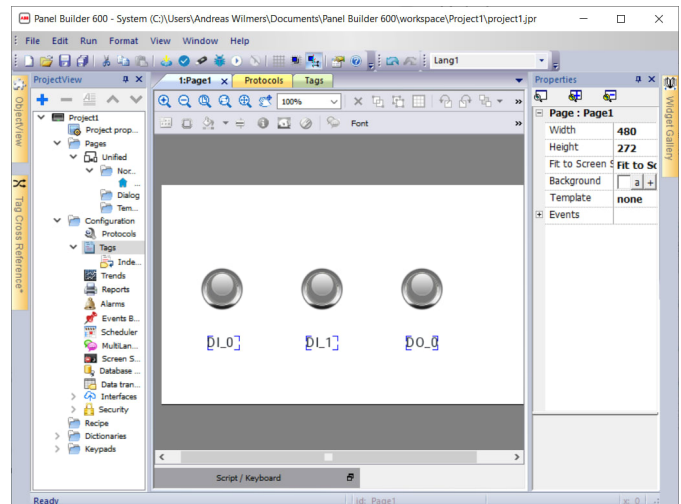 Panel Builder 600 - System (C:)\Users\Andreas Wilmers\Documents\Panel Builder 600\workspace\Project1\project1.jpr
File Edit Run Format View Window Help
Lang1
ProjectView
1:Page1 Protocols Tags
Properties
100%
Font
ObjectView
Tag Cross Reference*
Widget Gallery
Project1
Project prop...
Pages
Unified
Nor...
...
Dialog
Tem...
Configuration
Protocols
Tags
Inde...
Trends
Reports
Alarms
Events B...
Scheduler
MultiLan...
Screen S...
Database ...
Data tran...
Interfaces
Security
Recipe
Dictionaries
Keypads
DI_0 DI_1 DO_0
Script / Keyboard
Page : Page1
Width 480
Height 272
Fit to Screen S Fit to Sc
Background a +
Template none
Events
Ready id: Page1 x: 0